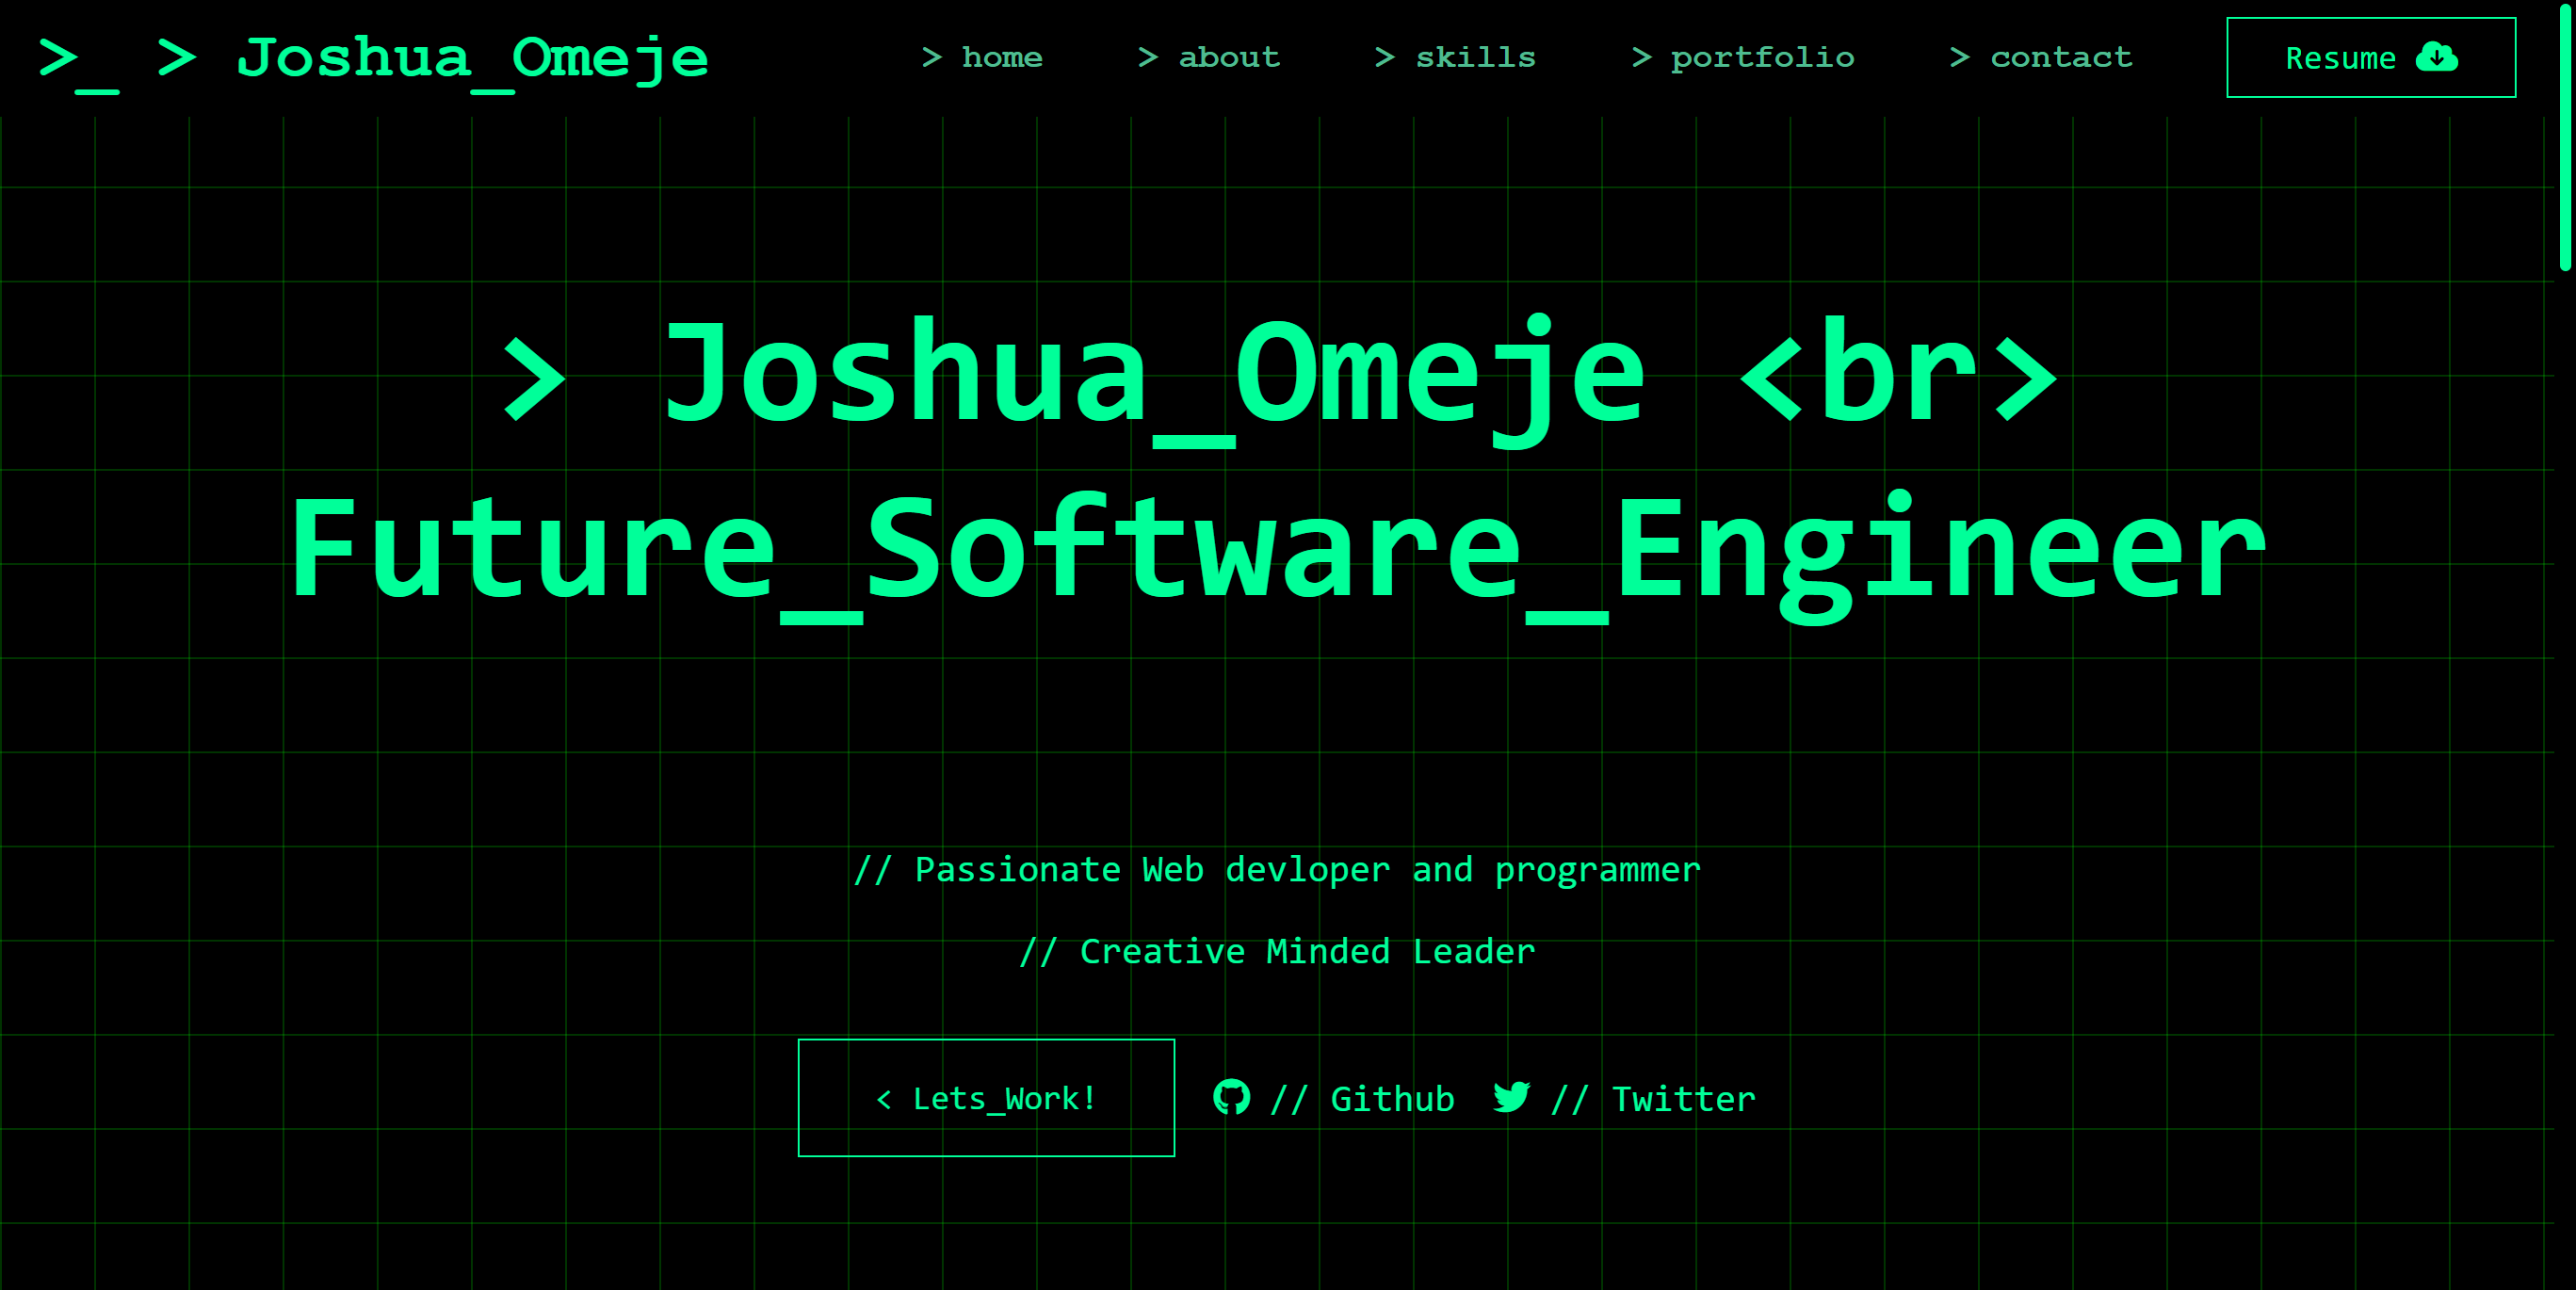 >_ > Joshua_Omeje
> home > about > skills > portfolio > contact
Resume
> Joshua_Omeje <br>
Future_Software_Engineer
// Passionate Web devloper and programmer
// Creative Minded Leader
< Lets_Work! // Github // Twitter